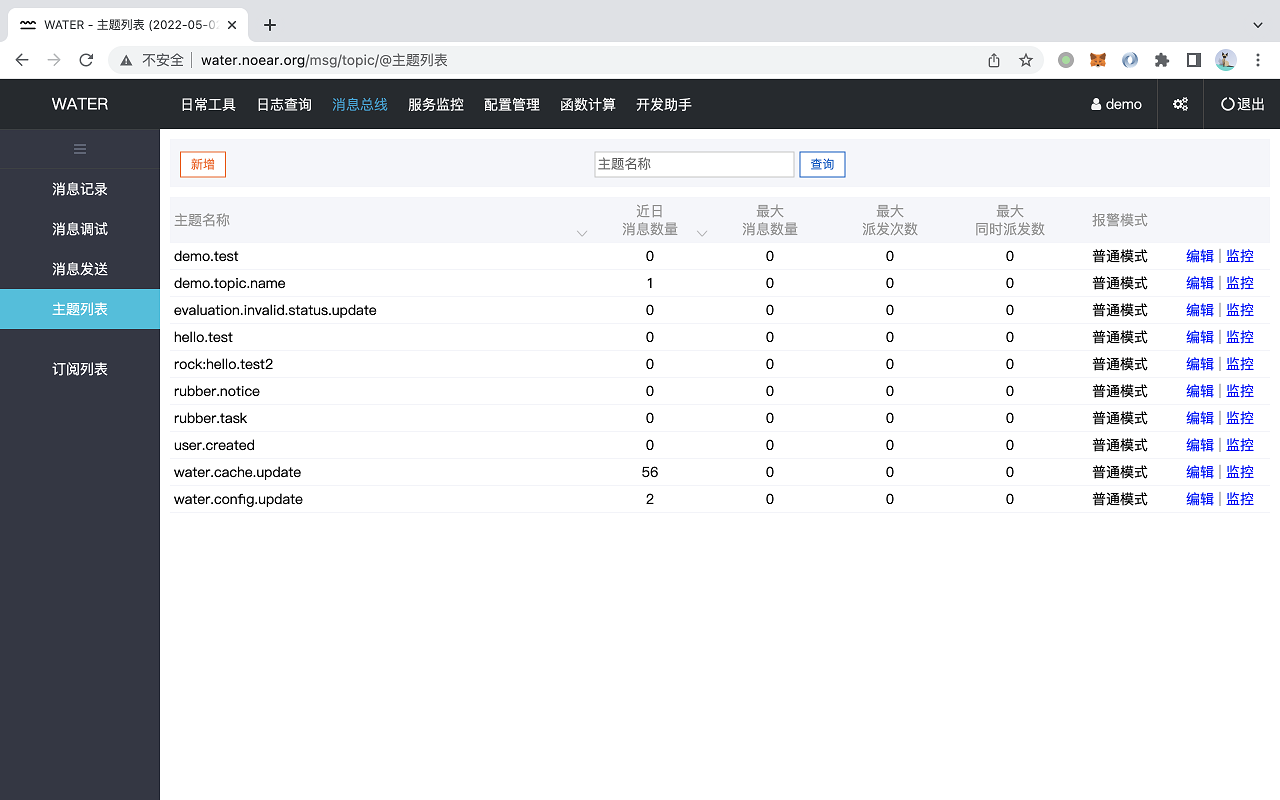 WATER - 主题列表 (2022-05-02
不安全 water.noear.org/msg/topic/@主题列表
WATER 日常工具 日志查询 消息总线 服务监控 配置管理 函数计算 开发助手 demo 退出
消息记录
消息调试
消息发送
主题列表
订阅列表
新增 主题名称 查询
主题名称 近日 消息数量 最大 消息数量 最大 派发次数 最大 同时派发数 报警模式
demo.test 0 0 0 0 普通模式 编辑 | 监控
demo.topic.name 1 0 0 0 普通模式 编辑 | 监控
evaluation.invalid.status.update 0 0 0 0 普通模式 编辑 | 监控
hello.test 0 0 0 0 普通模式 编辑 | 监控
rock:hello.test2 0 0 0 0 普通模式 编辑 | 监控
rubber.notice 0 0 0 0 普通模式 编辑 | 监控
rubber.task 0 0 0 0 普通模式 编辑 | 监控
user.created 0 0 0 0 普通模式 编辑 | 监控
water.cache.update 56 0 0 0 普通模式 编辑 | 监控
water.config.update 2 0 0 0 普通模式 编辑 | 监控